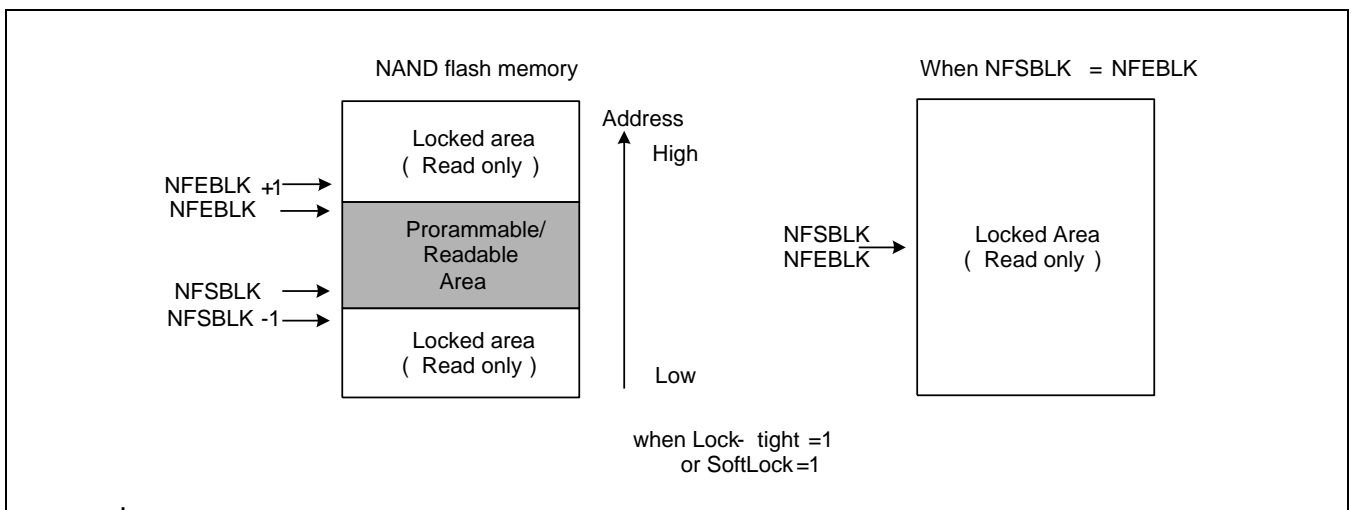 NAND flash memory
When NFSBLK = NFEBLK
Locked area
( Read only )
Address
High
NFEBLK +1
NFEBLK
Prorammable/
Readable
Area
NFSBLK
NFSBLK -1
Locked area
( Read only )
Low
NFSBLK
NFEBLK
Locked Area
( Read only )
when Lock- tight =1
or SoftLock =1